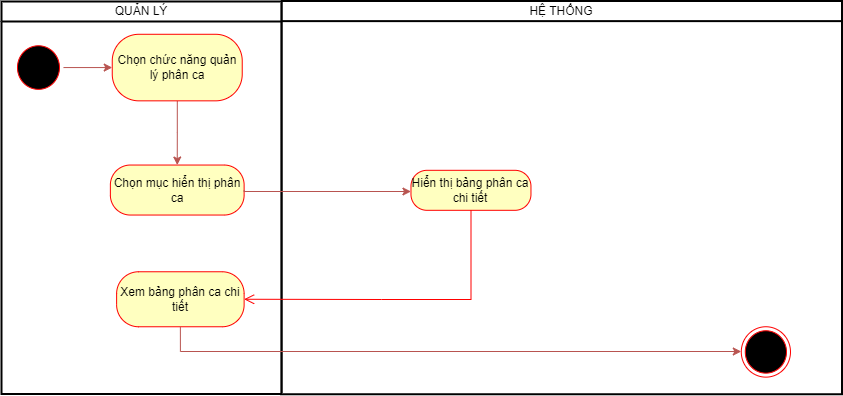 QUẢN LÝ
HỆ THỐNG
Chọn chức năng quản
lý phân ca
Chọn mục hiển thị phân
ca
Hiển thị bảng phân ca
chi tiết
Xem bảng phân ca chi
tiết